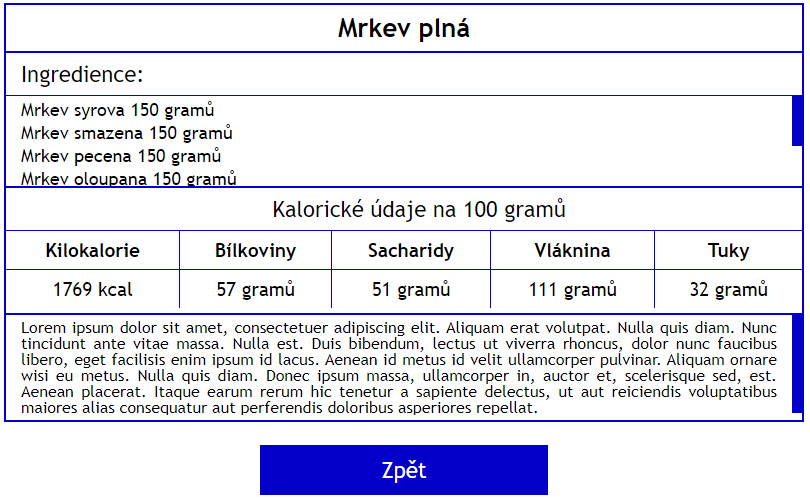 Mrkev plná
Ingredience:
Mrkev syrova 150 gramů
Mrkev smazena 150 gramů
Mrkev pecena 150 gramů
Mrkev oloupana 150 gramů
Kalorické údaje na 100 gramů
Kilokalorie Bílkoviny Sacharidy Vláknina Tuky
1769 kcal 57 gramů 51 gramů 111 gramů 32 gramů
Lorem ipsum dolor sit amet, consectetuer adipiscing elit. Aliquam erat volutpat. Nulla quis diam. Nunc
tincidunt ante vitae massa. Nulla est. Duis bibendum, lectus ut viverra rhoncus, dolor nunc faucibus
libero, eget facilisis enim ipsum id lacus. Aenean id metus id velit ullamcorper pulvinar. Aliquam ornare
wisi eu metus. Nulla quis diam. Donec ipsum massa, ullamcorper in, auctor et, scelerisque sed, est.
Aenean placerat. Itaque earum rerum hic tenetur a sapiente delectus, ut aut reiciendis voluptatibus
maiores alias consequatur aut perferendis doloribus asperiores repellat.
Zpět